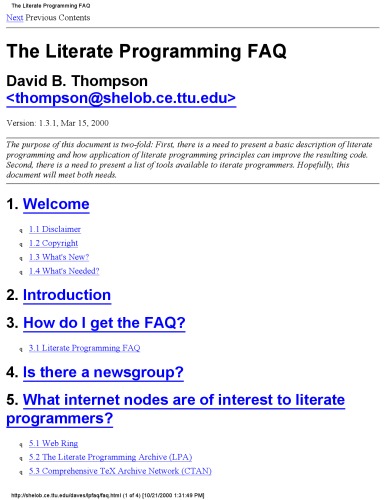 The Literate Programming FAQ
Next Previous Contents
The Literate Programming FAQ
David B. Thompson
<thompson@shelob.ce.ttu.edu>
Version: 1.3.1, Mar 15, 2000
The purpose of this document is two-fold: First, there is a need to present a basic description of literate
programming and how application of literate programming principles can improve the resulting code.
Second, there is a need to present a list of tools available to iterate programmers. Hopefully, this
document will meet both needs.
1. Welcome
q 1.1 Disclaimer
q 1.2 Copyright
q 1.3 What's New?
q 1.4 What's Needed?
2. Introduction
3. How do I get the FAQ?
q 3.1 Literate Programming FAQ
4. Is there a newsgroup?
5. What internet nodes are of interest to literate
programmers?
q 5.1 Web Ring
q 5.2 The Literate Programming Archive (LPA)
q 5.3 Comprehensive TeX Archive Network (CTAN)
http://shelob.ce.ttu.edu/daves/lpfaq/faq.html (1 of 4) [10/21/2000 1:31:49 PM]